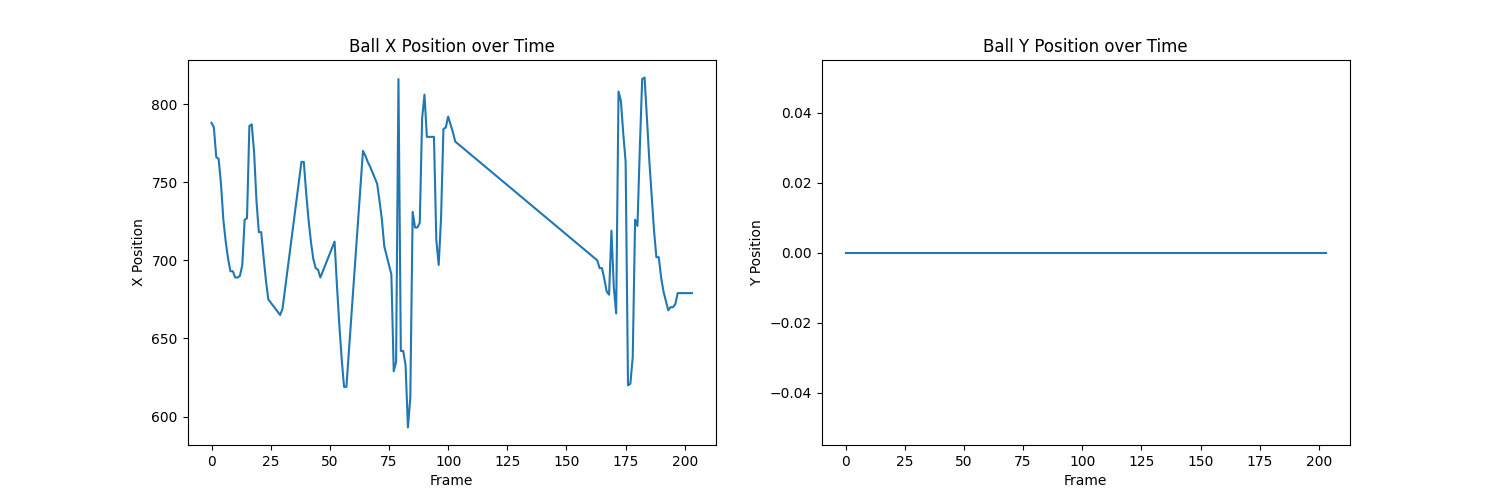 Ball X Position over Time
X Position
800
750
700
650
600
0 25 50 75 100 125 150 175 200
Frame
Ball Y Position over Time
Y Position
0.04
0.02
0.00
−0.02
−0.04
0 25 50 75 100 125 150 175 200
Frame